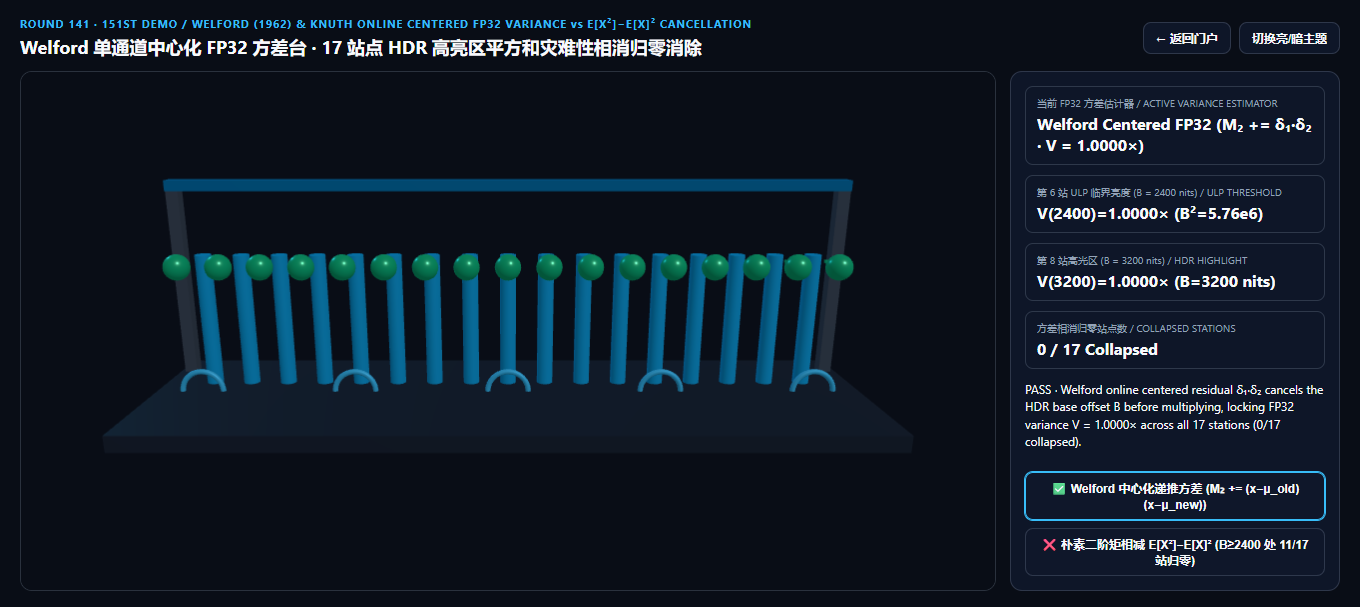 ROUND 141 · 151ST DEMO / WELFORD (1962) & KNUTH ONLINE CENTERED FP32 VARIANCE vs E[X²]−E[X]² CANCELLATION
Welford 单通道中心化 FP32 方差台 · 17 站点 HDR 高亮区平方和灾难性相消归零消除
← 返回门户
切换亮/暗主题
当前 FP32 方差估计器 / ACTIVE VARIANCE ESTIMATOR
Welford Centered FP32 (M₂ += δ₁·δ₂
· V = 1.0000×)
第 6 站 ULP 临界亮度 (B = 2400 nits) / ULP THRESHOLD
V(2400)=1.0000× (B²=5.76e6)
第 8 站高光区 (B = 3200 nits) / HDR HIGHLIGHT
V(3200)=1.0000× (B=3200 nits)
方差相消归零站点数 / COLLAPSED STATIONS
0 / 17 Collapsed
PASS · Welford online centered residual δ₁·δ₂ cancels the
HDR base offset B before multiplying, locking FP32
variance V = 1.0000× across all 17 stations (0/17
collapsed).
✅ Welford 中心化递推方差 (M₂ += (x−μ_old)
(x−μ_new))
❌ 朴素二阶矩相减 E[X²]−E[X]² (B≥2400 处 11/17
站归零)